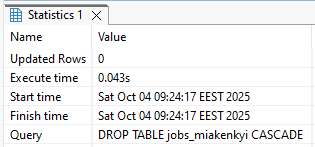 Statistics 1
Name Value
Updated Rows 0
Execute time 0.043s
Start time Sat Oct 04 09:24:17 EEST 2025
Finish time Sat Oct 04 09:24:17 EEST 2025
Query DROP TABLE jobs_miakenkyi CASCADE